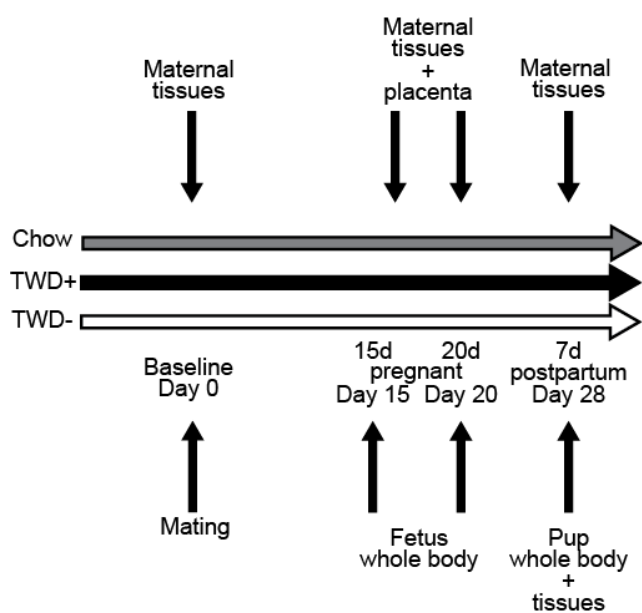 Maternal
tissues
Maternal
tissues
+
placenta
Maternal
tissues
Chow
TWD+
TWD-
Baseline
Day 0
15d 20d
pregnant
Day 15 Day 20
7d
postpartum
Day 28
Mating
Fetus
whole body
Pup
whole body
+
tissues